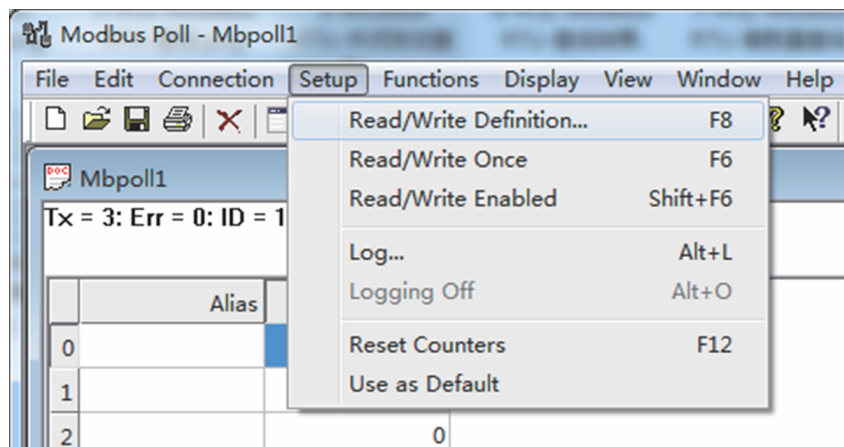 Modbus Poll - Mbpoll1
File Edit Connection Setup Functions Display View Window Help
Read/Write Definition... F8
Read/Write Once F6
Read/Write Enabled Shift+F6
Log... Alt+L
Logging Off Alt+O
Reset Counters F12
Use as Default
DOC
Mbpoll1
Tx = 3: Err = 0: ID = 1
Alias
0
1
2 0